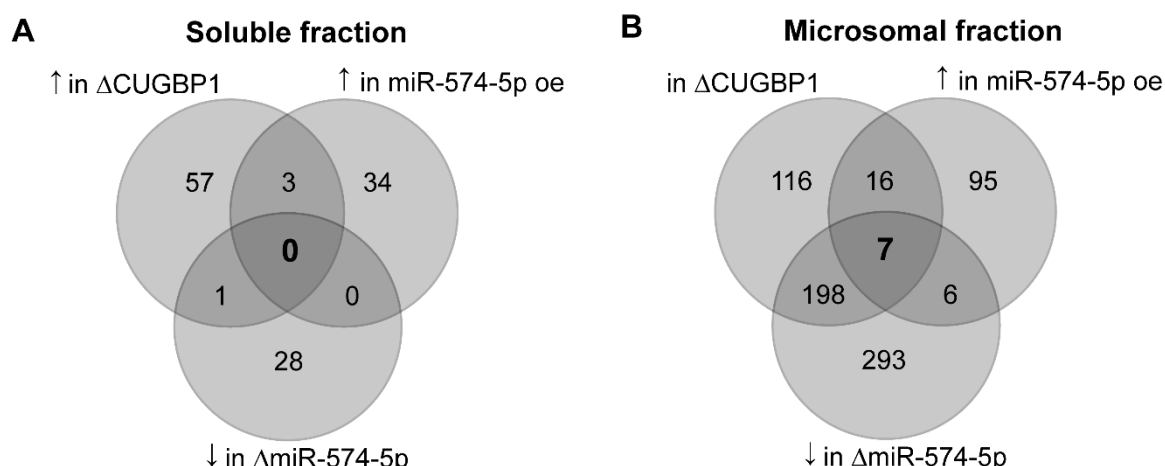 A
Soluble fraction
↑ in ΔCUGBP1
↑ in miR-574-5p oe
57
3
34
0
1
0
28
↓ in ΔmiR-574-5p
B
Microsomal fraction
in ΔCUGBP1
↑ in miR-574-5p oe
116
16
95
7
198
6
293
↓ in ΔmiR-574-5p